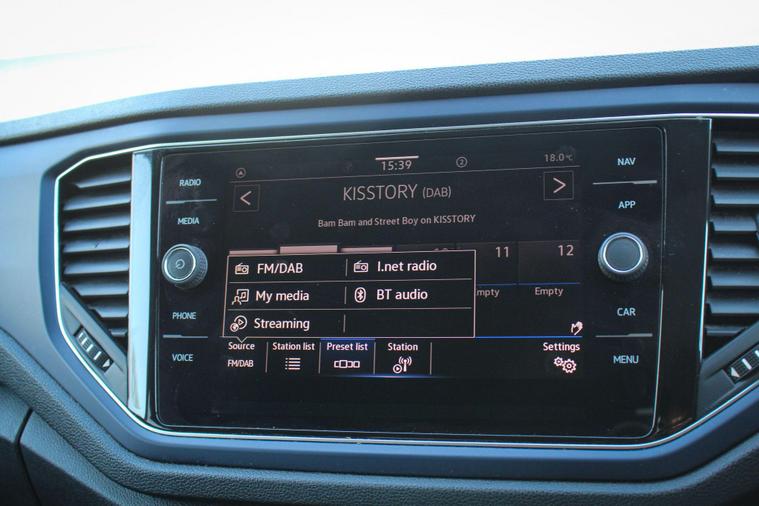 15:39
2
18.0°C
RADIO
MEDIA
PHONE
VOICE
KISSTORY (DAB)
Bam Bam and Street Boy on KISSTORY
11
12
Empty
FM/DAB
I.net radio
My media
BT audio
Streaming
Source
FM/DAB
Station list
Preset list
Station
Settings
NAV
APP
CAR
MENU